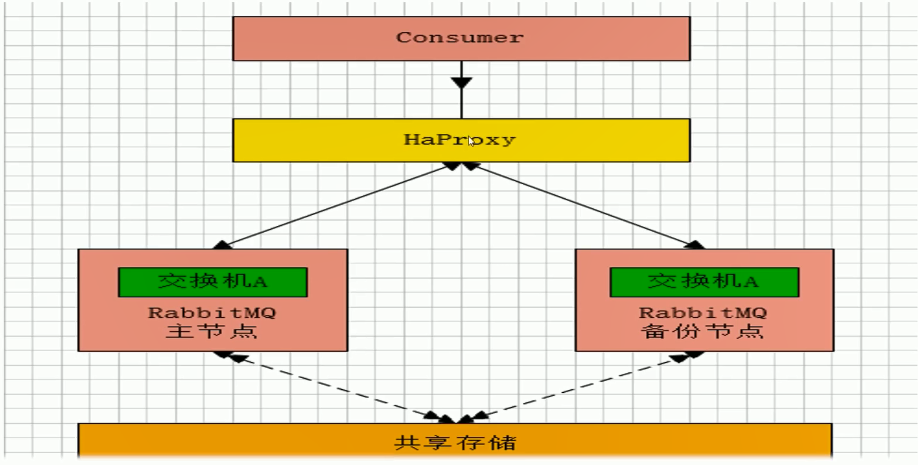 Consumer
HaProxy
交换机A
RabbitMQ
主节点
交换机A
RabbitMQ
备份节点
共享存储